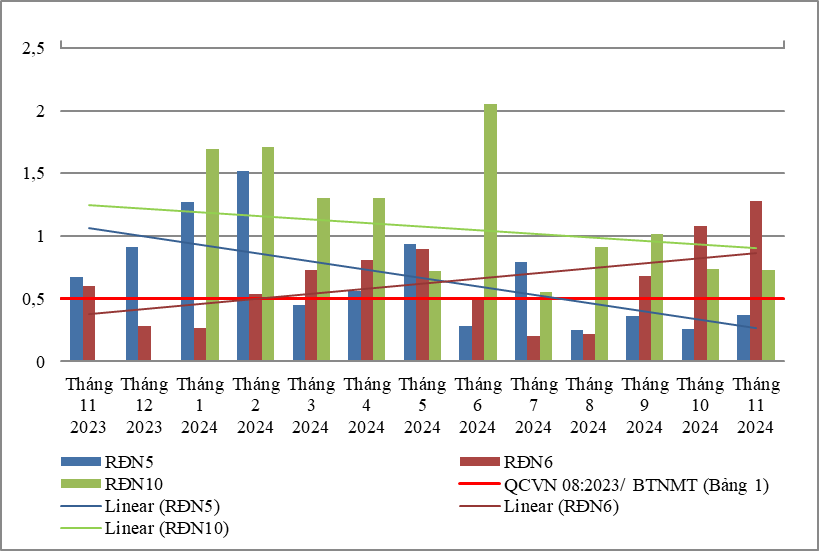 2,5
2
1,5
1
0,5
0
Tháng 11 2023
Tháng 12 2023
Tháng 1 2024
Tháng 2 2024
Tháng 3 2024
Tháng 4 2024
Tháng 5 2024
Tháng 6 2024
Tháng 7 2024
Tháng 8 2024
Tháng 9 2024
Tháng 10 2024
Tháng 11 2024
RĐN5
RĐN6
RĐN10
QCVN 08:2023/ BTNMT (Bảng 1)
Linear (RĐN5)
Linear (RĐN6)
Linear (RĐN10)